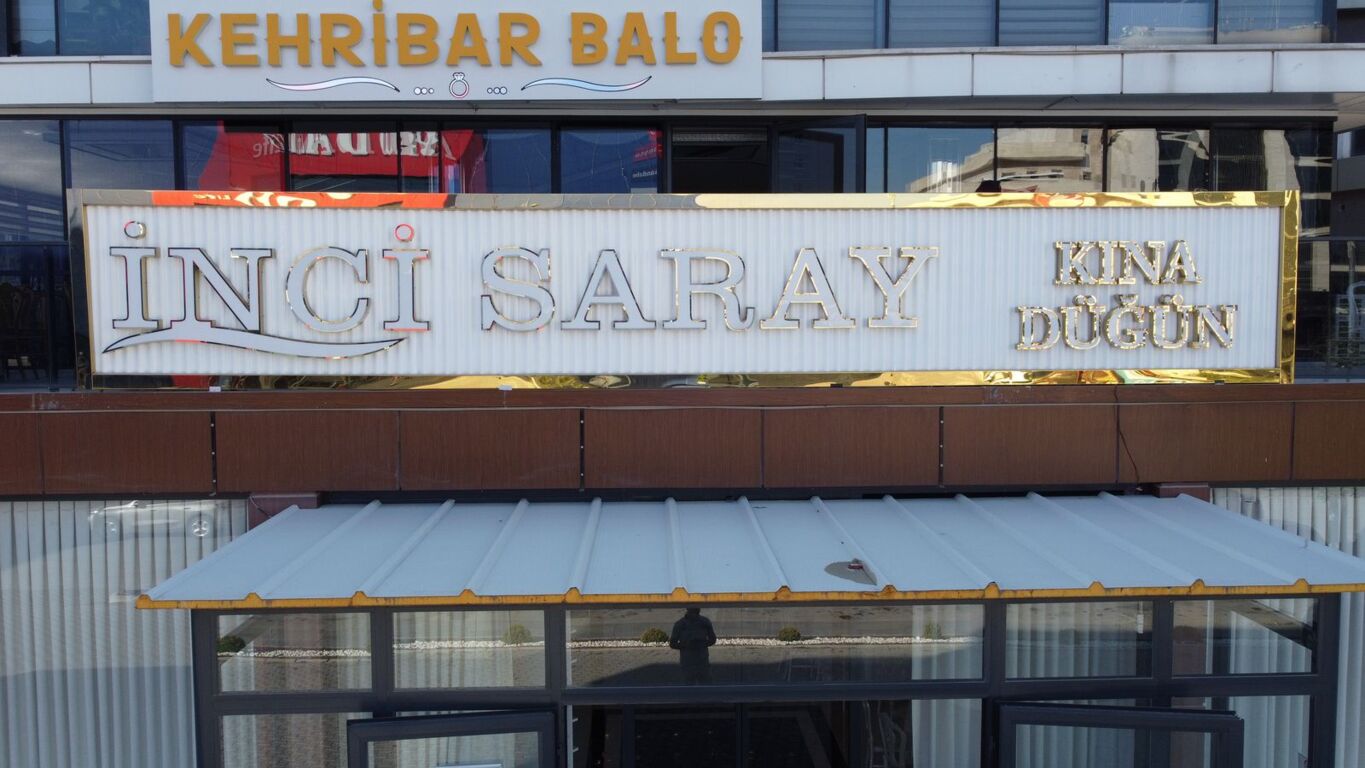 KEHRİBAR BALO
İNCİ SARAY
KINA
DÜĞÜN